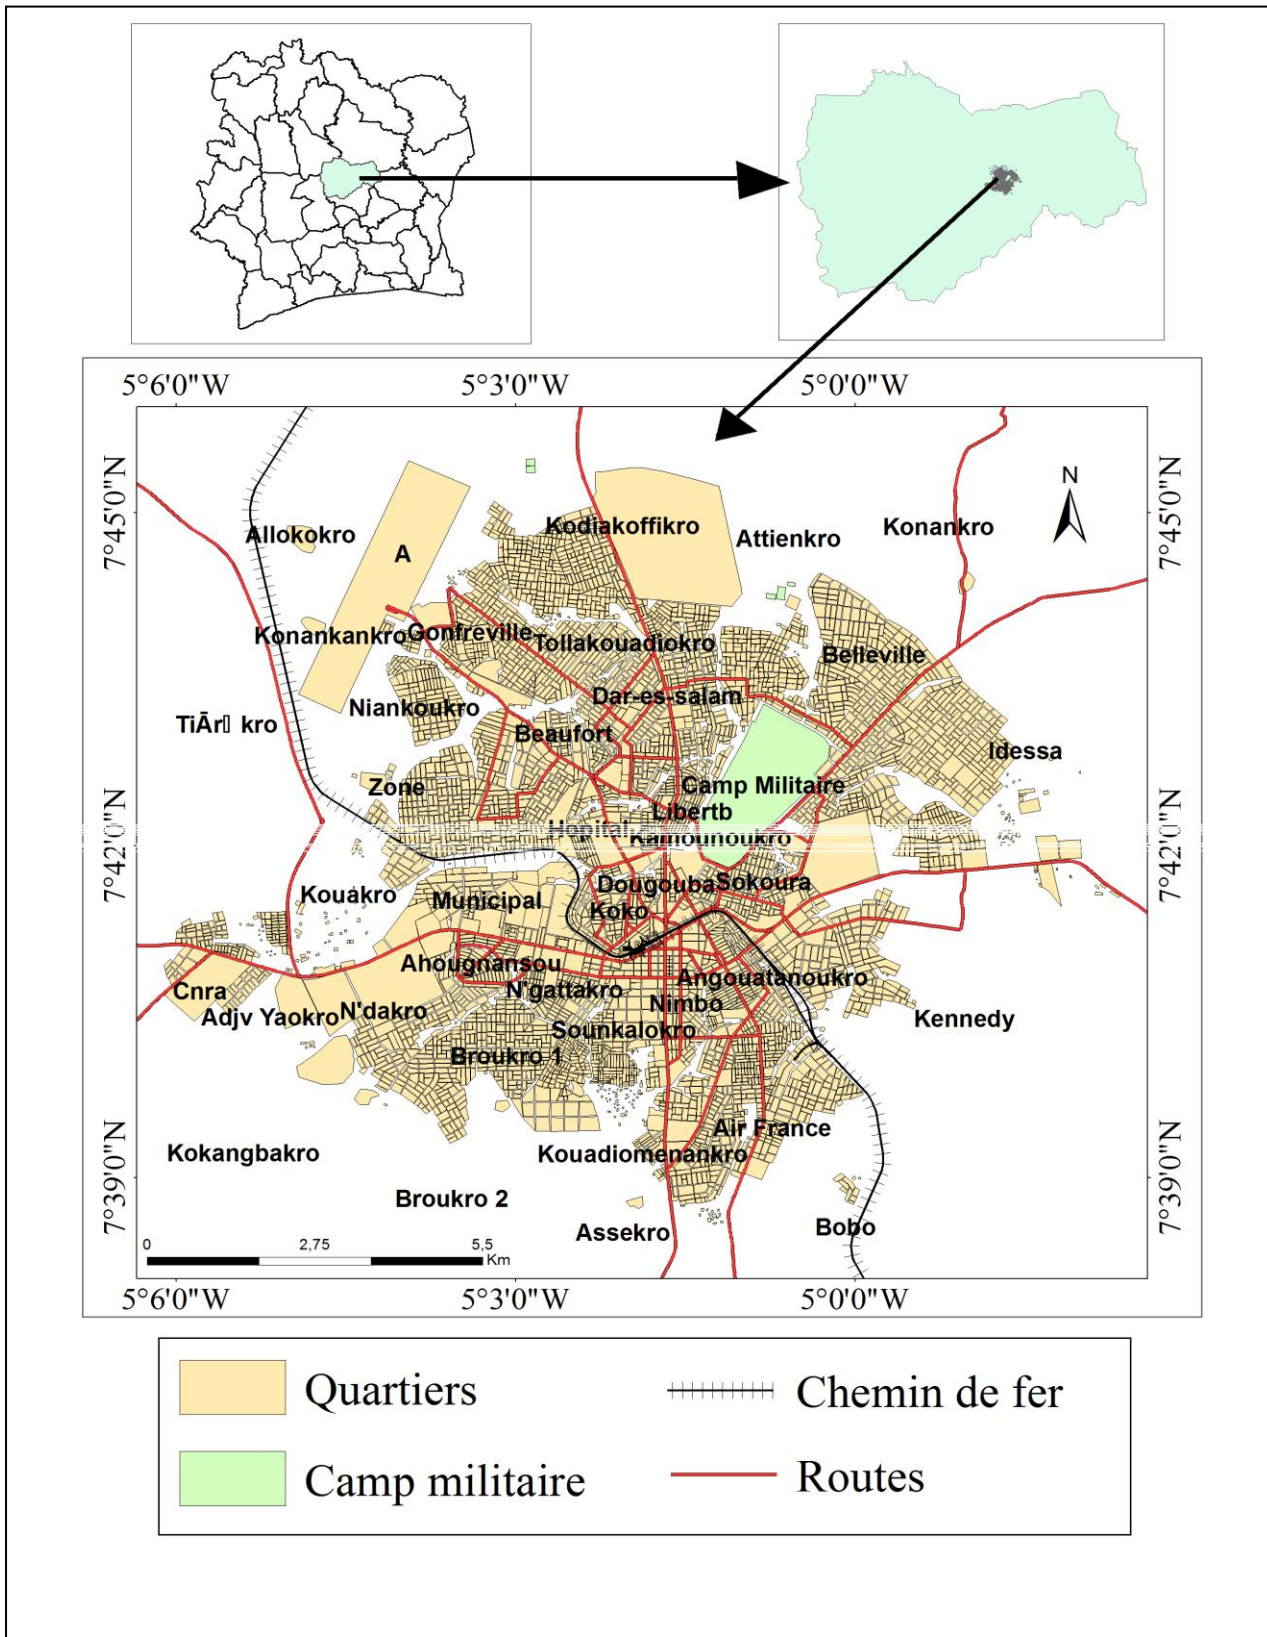 5°6'0"W 5°3'0"W 5°0'0"W
7°45'0"N
7°42'0"N
7°39'0"N
7°45'0"N
7°42'0"N
7°39'0"N
N
Kodiakoffikro
Konankro
Allokokro
Attienkro
A
Konankankro
Gonfreville
Tollakouadiokro
Belleville
Dar-es-salam
Niankoukro
kro
Beaufort
Idessa
Zone
Camp Militaire
Libertb
Hopital
Kamounoukro
Dougouba
Sokoura
Kouakro
Municipal
Koko
Ahougnansou
Angouatanoukro
Cnra
N'gattakro
Nimbo
Adjv Yaokro
N'dakro
Kennedy
Sounkalokro
Broukro 1
Air France
Kokangbakro
Kouadiomenankro
Broukro 2
Assekro
Bobo
0 2,75 5,5
Km
5°6'0"W 5°3'0"W 5°0'0"W
Quartiers
Chemin de fer
Camp militaire
Routes